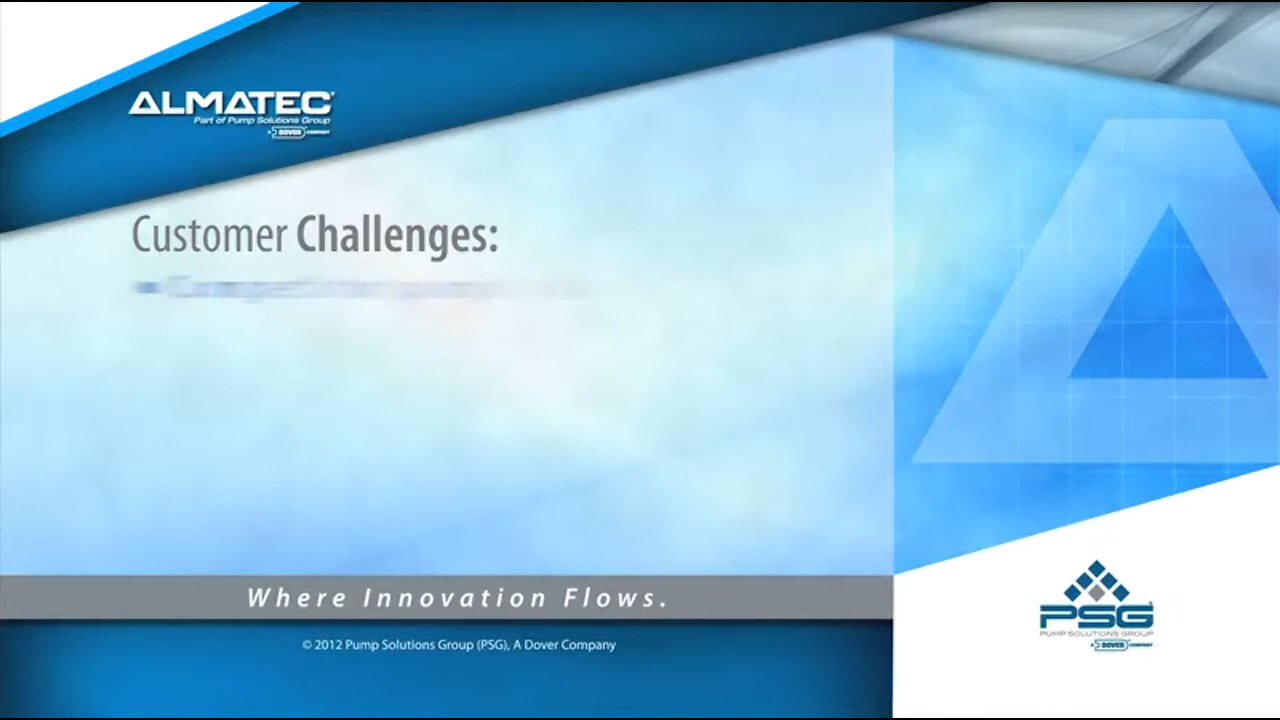 ALMATEC
Part of Pump Solutions Group
A DOVER COMPANY
Customer Challenges:
Where Innovation Flows.
© 2012 Pump Solutions Group (PSG), A Dover Company
PSG
PUMP SOLUTIONS GROUP
A DOVER COMPANY